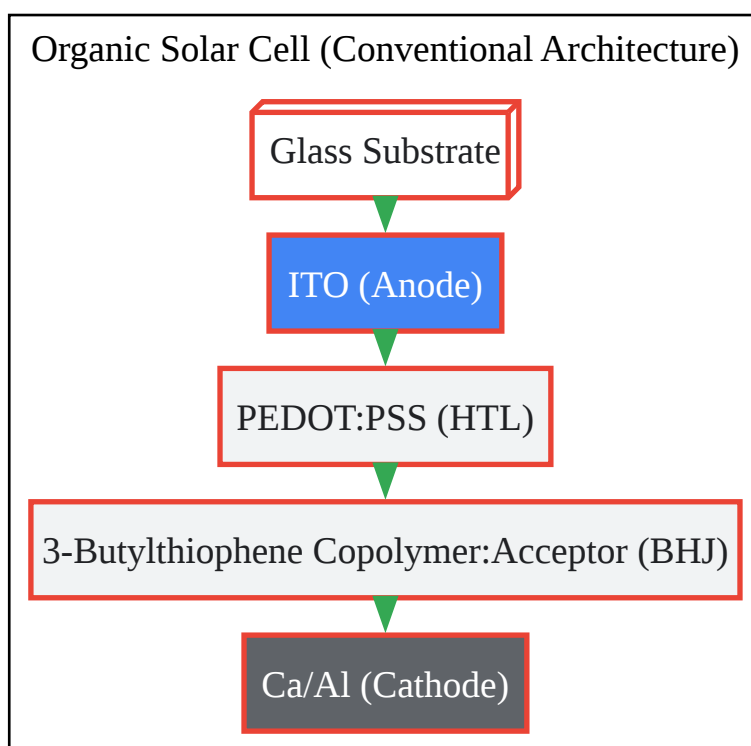 Organic Solar Cell (Conventional Architecture)
Glass Substrate
ITO (Anode)
PEDOT:PSS (HTL)
3-Butylthiophene Copolymer:Acceptor (BHJ)
Ca/Al (Cathode)